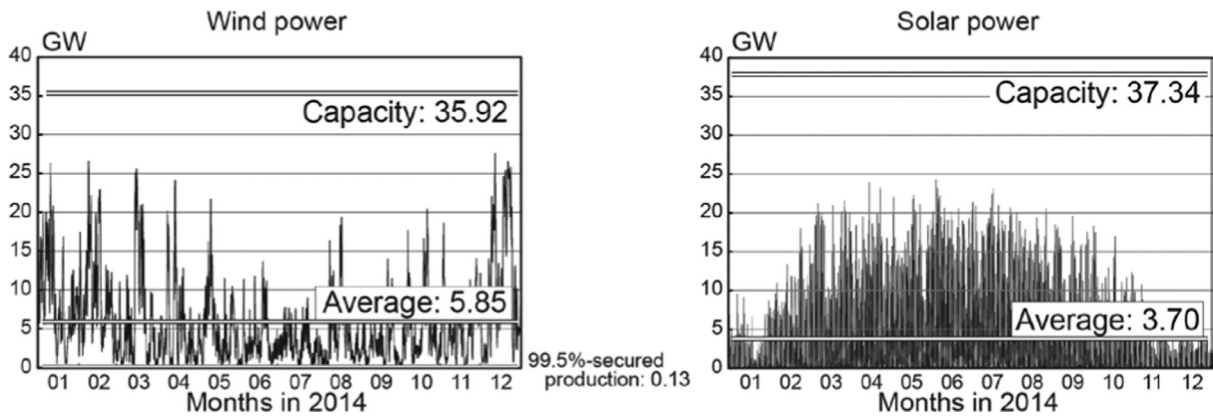 Wind power
GW
40
35
30
25
20
15
10
5
0
Capacity: 35.92
Average: 5.85
99.5%-secured
production: 0.13
01 02 03 04 05 06 07 08 09 10 11 12
Months in 2014
Solar power
GW
40
35
30
25
20
15
10
5
0
Capacity: 37.34
Average: 3.70
01 02 03 04 05 06 07 08 09 10 11 12
Months in 2014